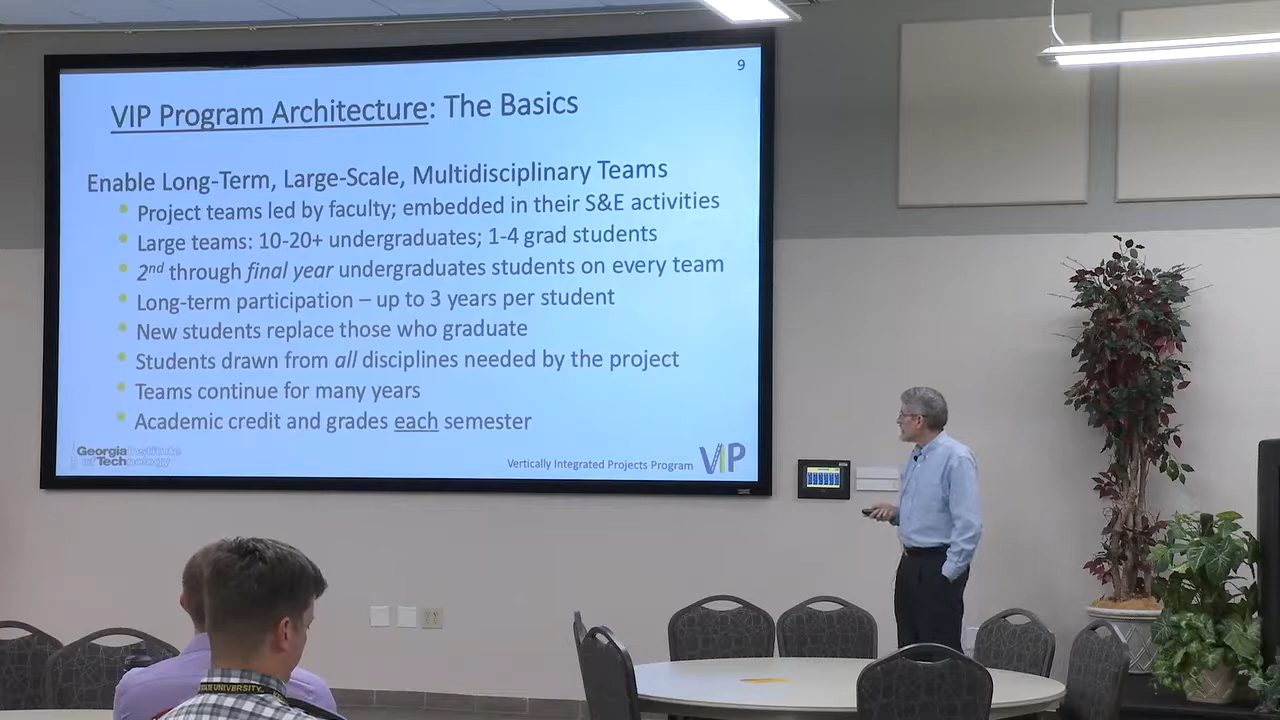 9
VIP Program Architecture: The Basics
Enable Long-Term, Large-Scale, Multidisciplinary Teams
Project teams led by faculty; embedded in their S&E activities
Large teams: 10-20+ undergraduates; 1-4 grad students
2nd through final year undergraduates students on every team
Long-term participation – up to 3 years per student
New students replace those who graduate
Students drawn from all disciplines needed by the project
Teams continue for many years
Academic credit and grades each semester
Georgia Institute
of Technology
Vertically Integrated Projects Program
VIP
STATE UNIVERSITY